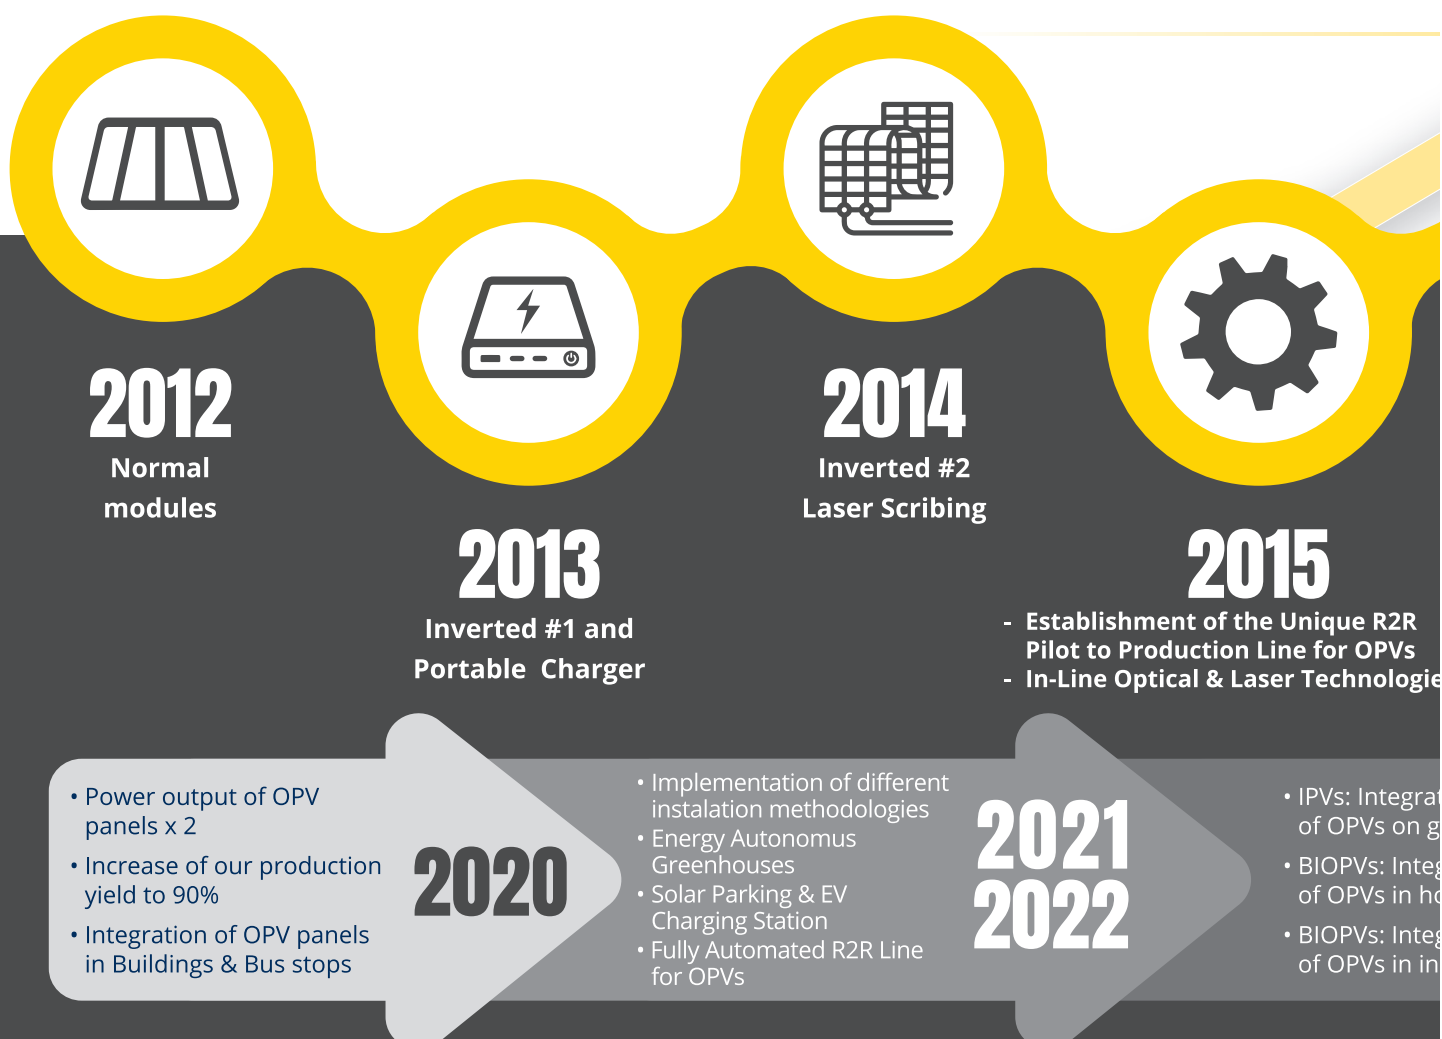 2012
Normal
modules
2013
Inverted #1 and
Portable Charger
2014
Inverted #2
Laser Scribing
2015
- Establishment of the Unique R2R
Pilot to Production Line for OPVs
- In-Line Optical & Laser
• Power output of OPV
panels x 2
• Increase of our production
yield to 90%
• Integration of OPV panels
in Buildings & Bus stops
2020
• Implementation of different
instalation methodologies
• Energy Autonomus
Greenhouses
• Solar Parking & EV
Charging Station
• Fully Automated R2R Line
for OPVs
2021
2022
• IPVs:
of OPVs on
• BIOPVs:
of OPVs in
• BIOPVs:
of OPVs in